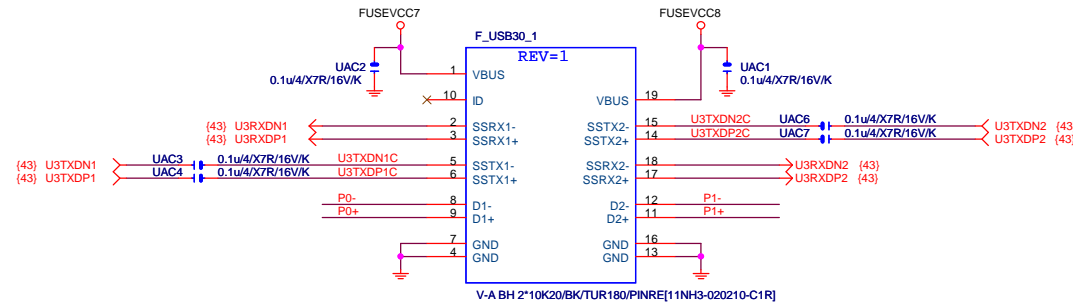 FUSEVCC7
FUSEVCC8
F_USB30_1
REV=1
UAC2
0.1u/4/X7R/16V/K
UAC1
0.1u/4/X7R/16V/K
1 VBUS
10 ID
VBUS 19
{43} U3RXDN1 2 SSRX1-
{43} U3RXDP1 3 SSRX1+
SSTX2- 15 U3TXDN2C UAC6 0.1u/4/X7R/16V/K U3TXDN2 {43}
SSTX2+ 14 U3TXDP2C UAC7 0.1u/4/X7R/16V/K U3TXDP2 {43}
{43} U3TXDN1 UAC3 0.1u/4/X7R/16V/K U3TXDN1C 5 SSTX1-
{43} U3TXDP1 UAC4 0.1u/4/X7R/16V/K U3TXDP1C 6 SSTX1+
SSRX2- 18 U3RXDN2 {43}
SSRX2+ 17 U3RXDP2 {43}
P0- 8 D1-
P0+ 9 D1+
D2- 12 P1-
D2+ 11 P1+
7 GND
4 GND
GND 16
GND 13
V-A BH 2*10K20/BK/TUR180/PINRE[11NH3-020210-C1R]